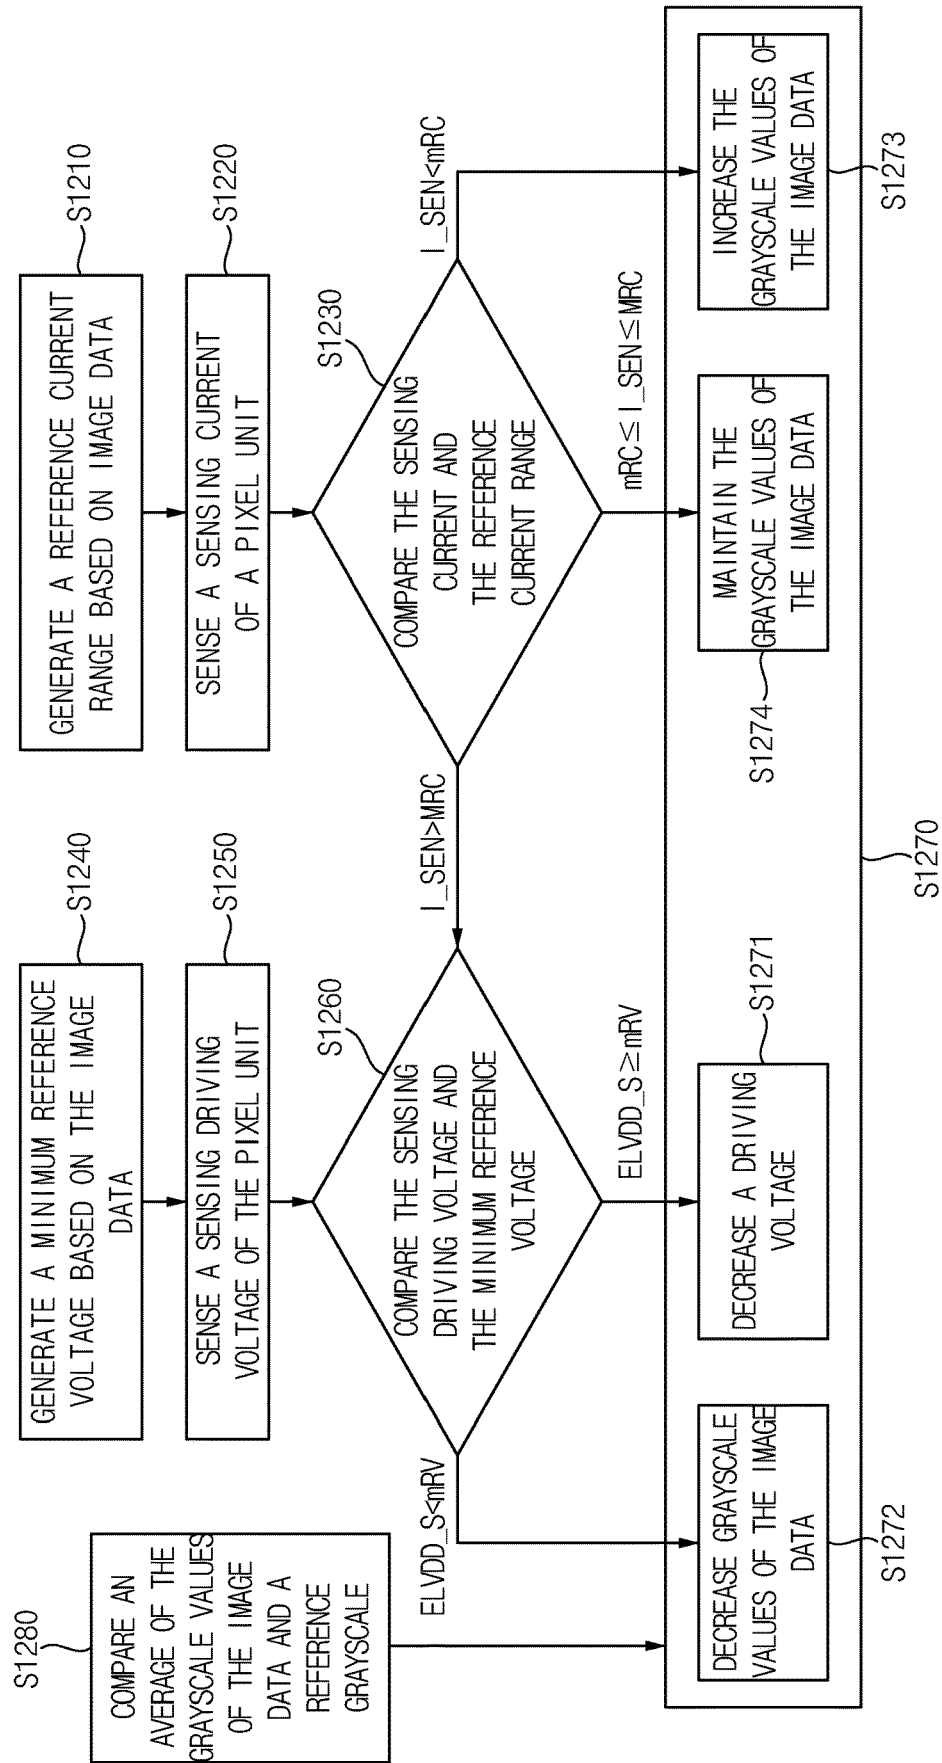 S1280
COMPARE AN
AVERAGE OF THE
GRAYSCALE VALUES
OF THE IMAGE
DATA AND A
REFERENCE
GRAYSCALE
GENERATE A MINIMUM REFERENCE
VOLTAGE BASED ON THE IMAGE
DATA
S1240
SENSE A SENSING DRIVING
VOLTAGE OF THE PIXEL UNIT
S1250
COMPARE THE SENSING
DRIVING VOLTAGE AND
THE MINIMUM REFERENCE
VOLTAGE
S1260
GENERATE A REFERENCE CURRENT
RANGE BASED ON IMAGE DATA
S1210
SENSE A SENSING CURRENT
OF A PIXEL UNIT
S1220
COMPARE THE SENSING
CURRENT AND
THE REFERENCE
CURRENT RANGE
S1230
ELVDD_S<mRV
ELVDD_S≥mRV
I_SEN>MRC
mRC≤I_SEN≤MRC
I_SEN<mRC
DECREASE GRAYSCALE
VALUES OF THE IMAGE
DATA
S1272
DECREASE A DRIVING
VOLTAGE
S1271
MAINTAIN THE
GRAYSCALE VALUES OF
THE IMAGE DATA
S1274
INCREASE THE
GRAYSCALE VALUES OF
THE IMAGE DATA
S1273
S1270